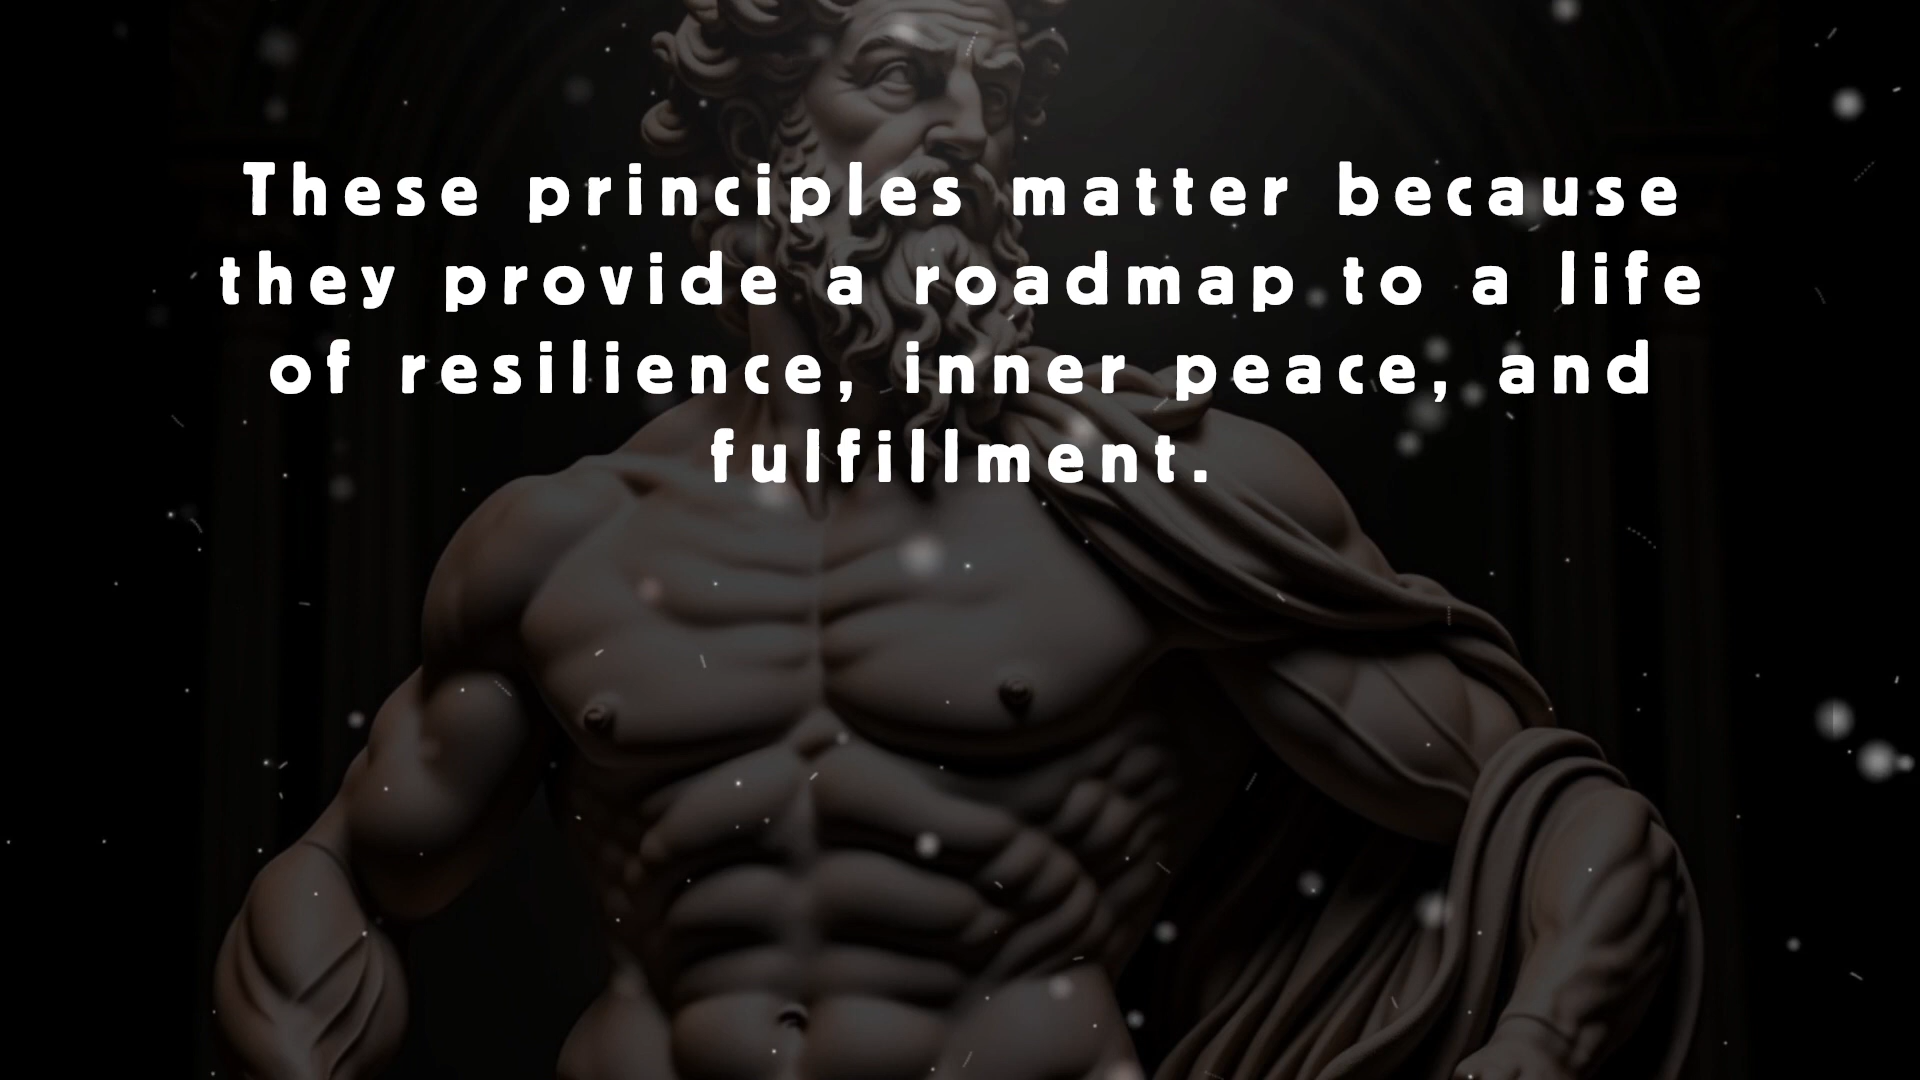 These principles matter because
they provide a roadmap to a life
of resilience, inner peace, and
fulfillment.